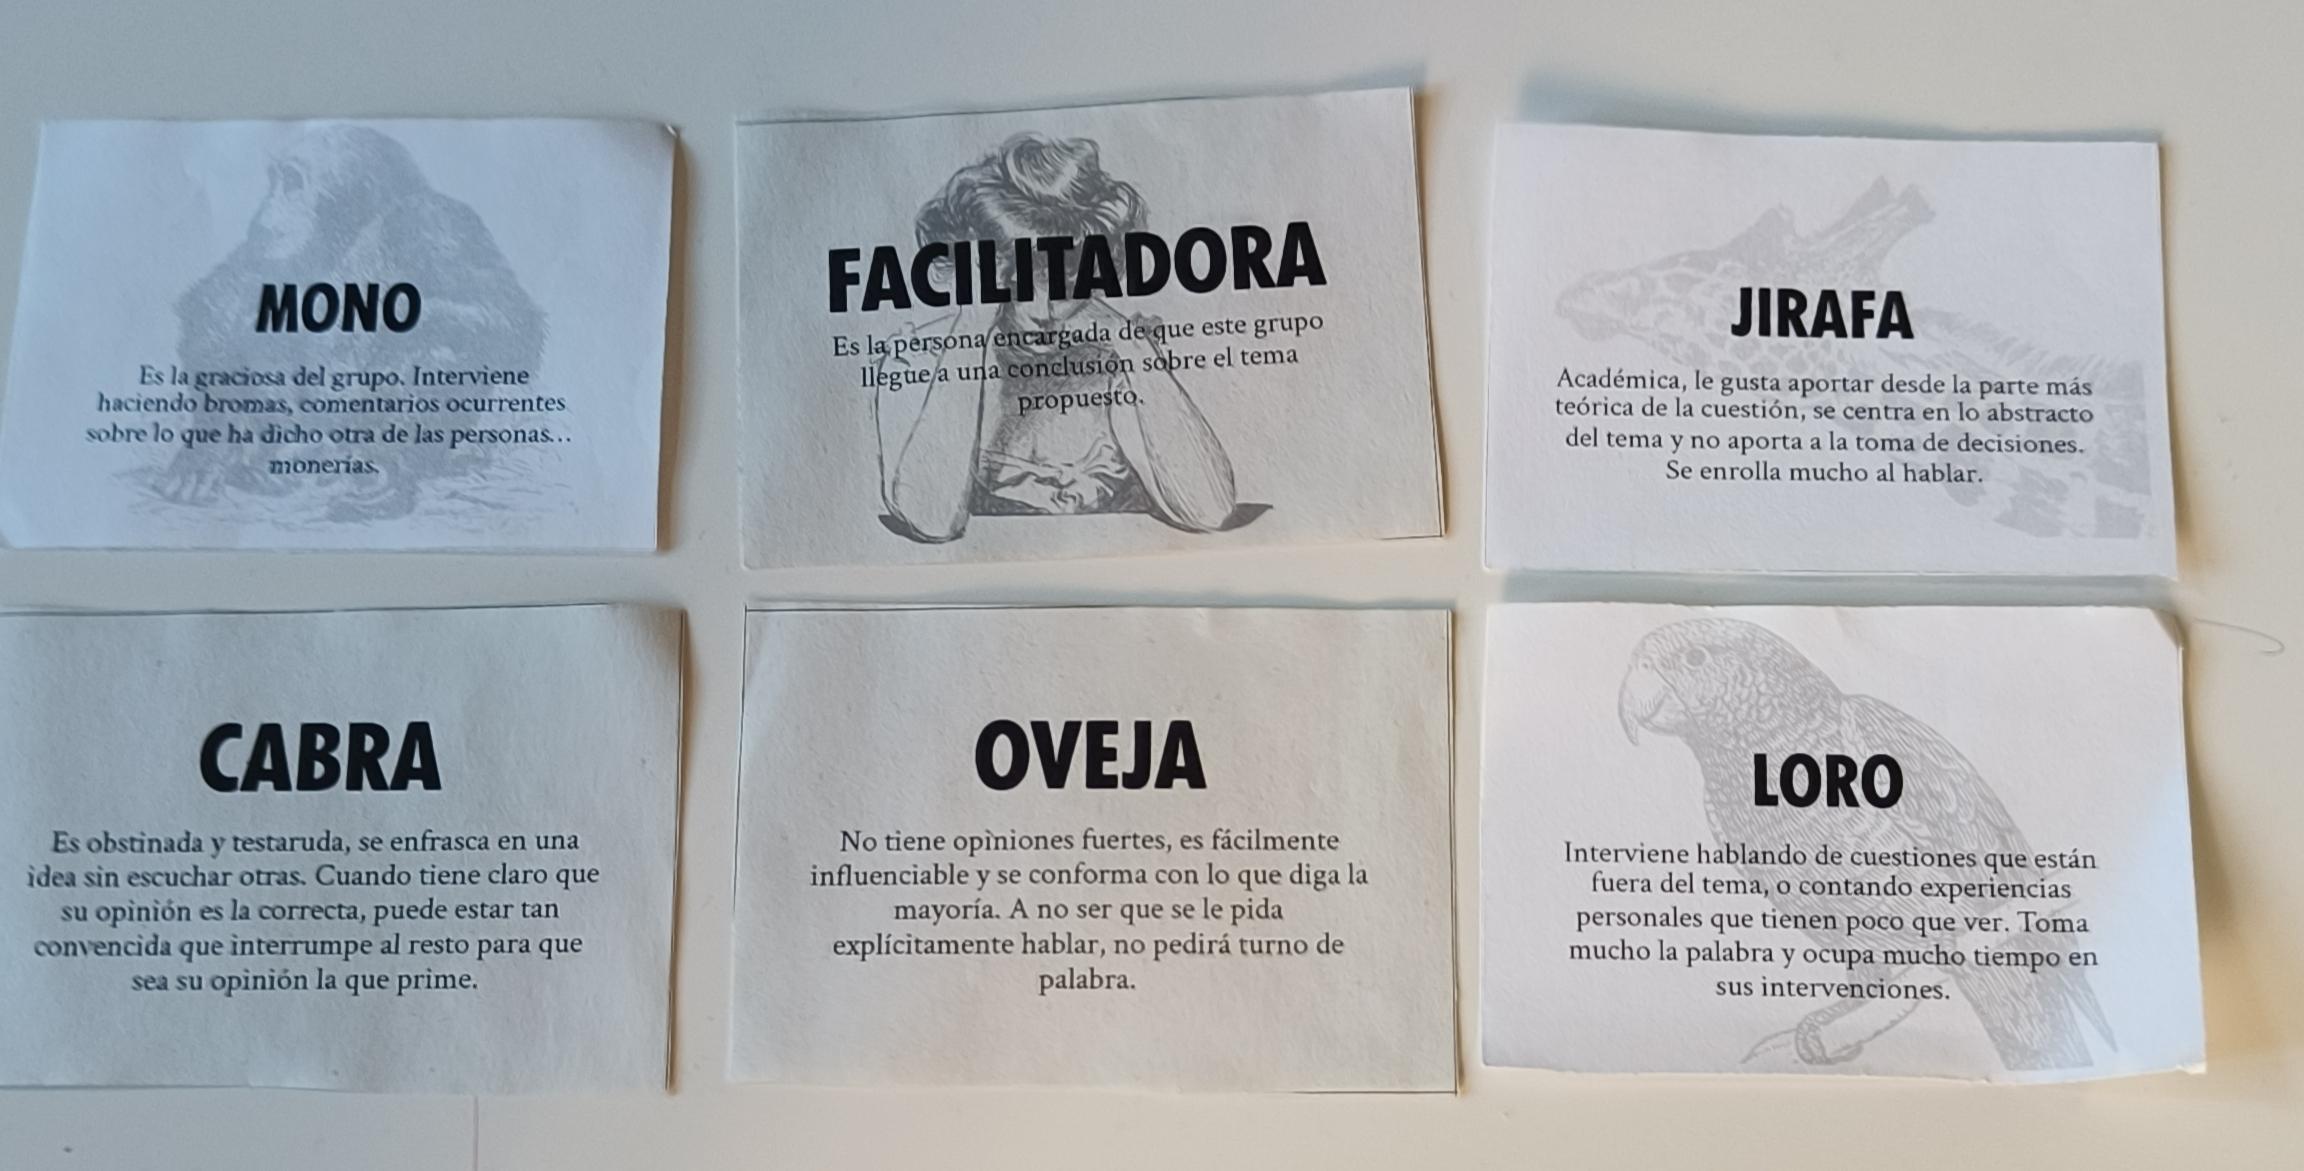 MONO
Es la graciosa del grupo. Interviene
haciendo bromas, comentarios ocurrentes
sobre lo que ha dicho otra de las personas...
monerías.
FACILITADORA
Es la persona encargada de que este grupo
llegue a una conclusión sobre el tema
propuesto.
JIRAFA
Académica, le gusta aportar desde la parte más
teórica de la cuestión, se centra en lo abstracto
del tema y no aporta a la toma de decisiones.
Se enrolla mucho al hablar.
CABRA
Es obstinada y testaruda, se enfrasca en una
idea sin escuchar otras. Cuando tiene claro que
su opinión es la correcta, puede estar tan
convencida que interrumpe al resto para que
sea su opinión la que prime.
OVEJA
No tiene opiniones fuertes, es fácilmente
influenciable y se conforma con lo que diga la
mayoría. A no ser que se le pida
explícitamente hablar, no pedirá turno de
palabra.
LORO
Interviene hablando de cuestiones que están
fuera del tema, o contando experiencias
personales que tienen poco que ver. Toma
mucho la palabra y ocupa mucho tiempo en
sus intervenciones.